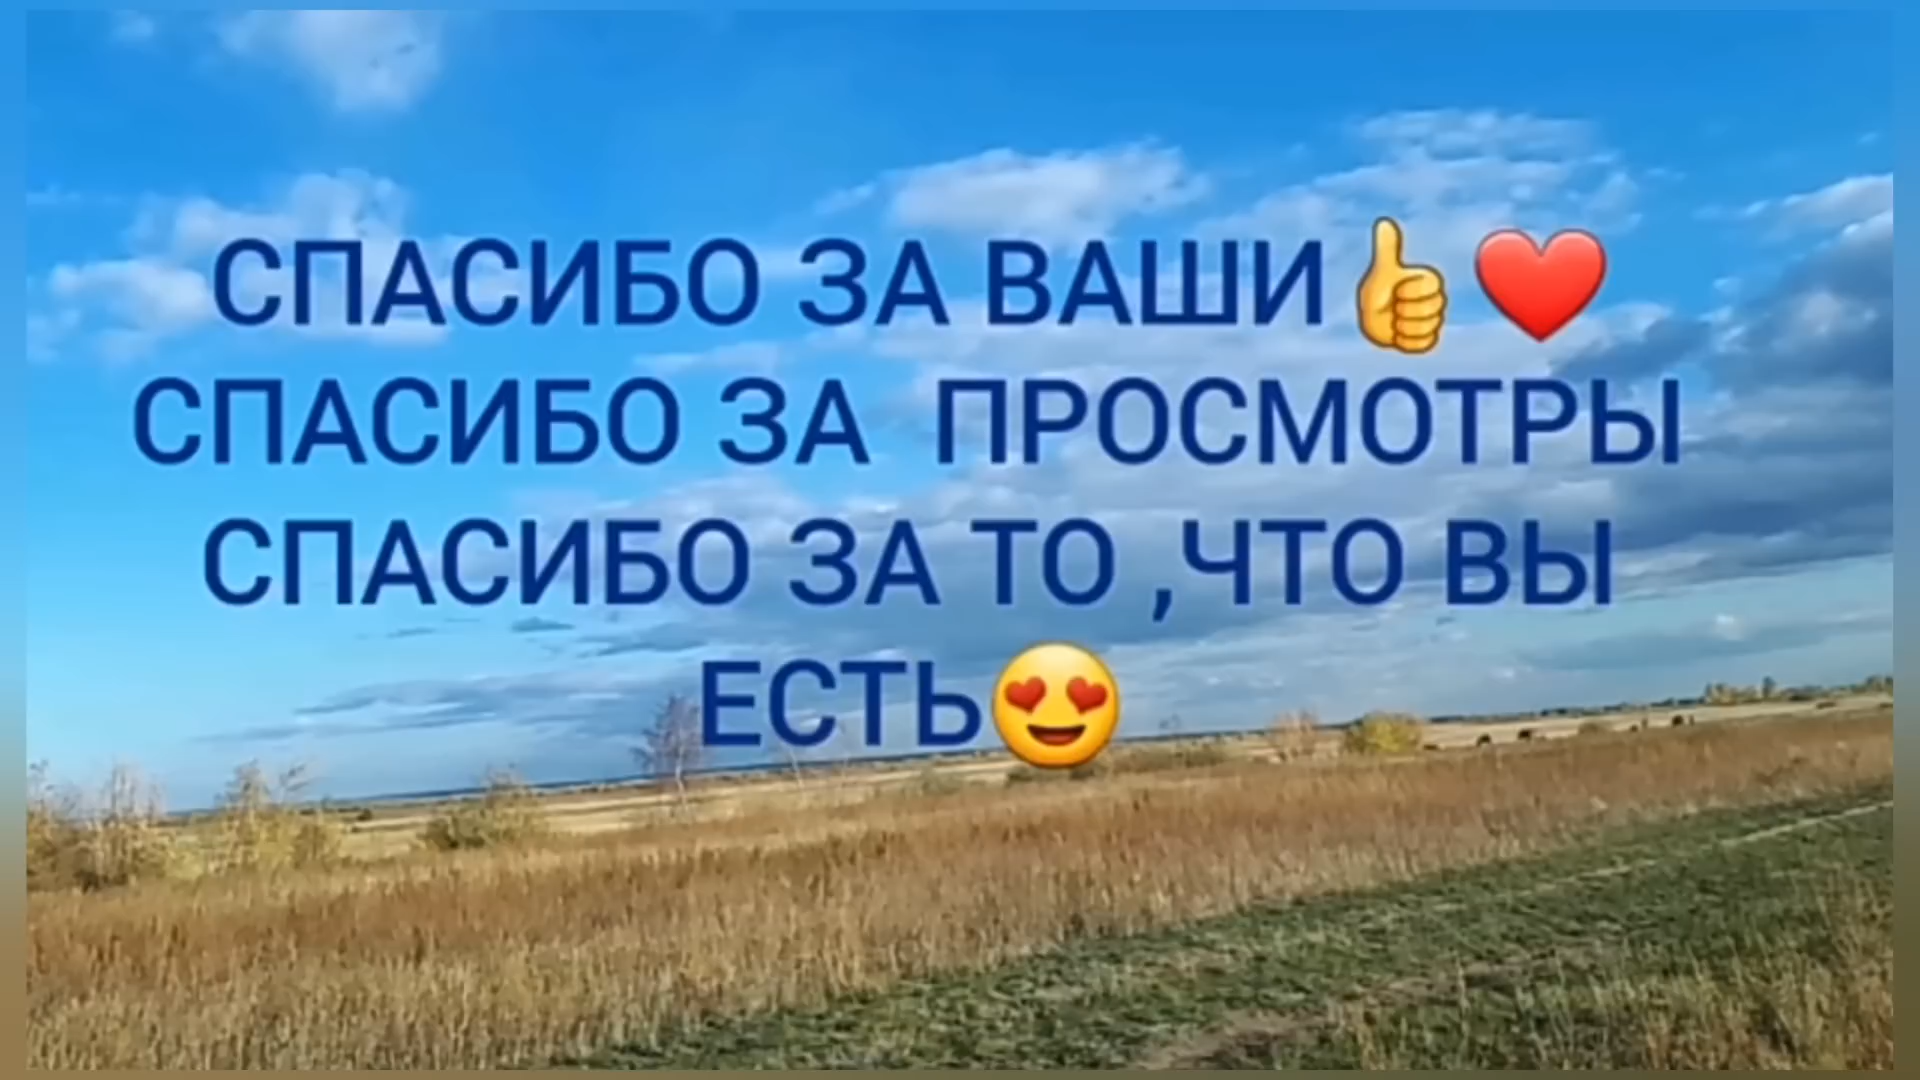 СПАСИБО ЗА ВАШИ👍❤️
СПАСИБО ЗА  ПРОСМОТРЫ
СПАСИБО ЗА ТО ,ЧТО ВЫ
ЕСТЬ😍